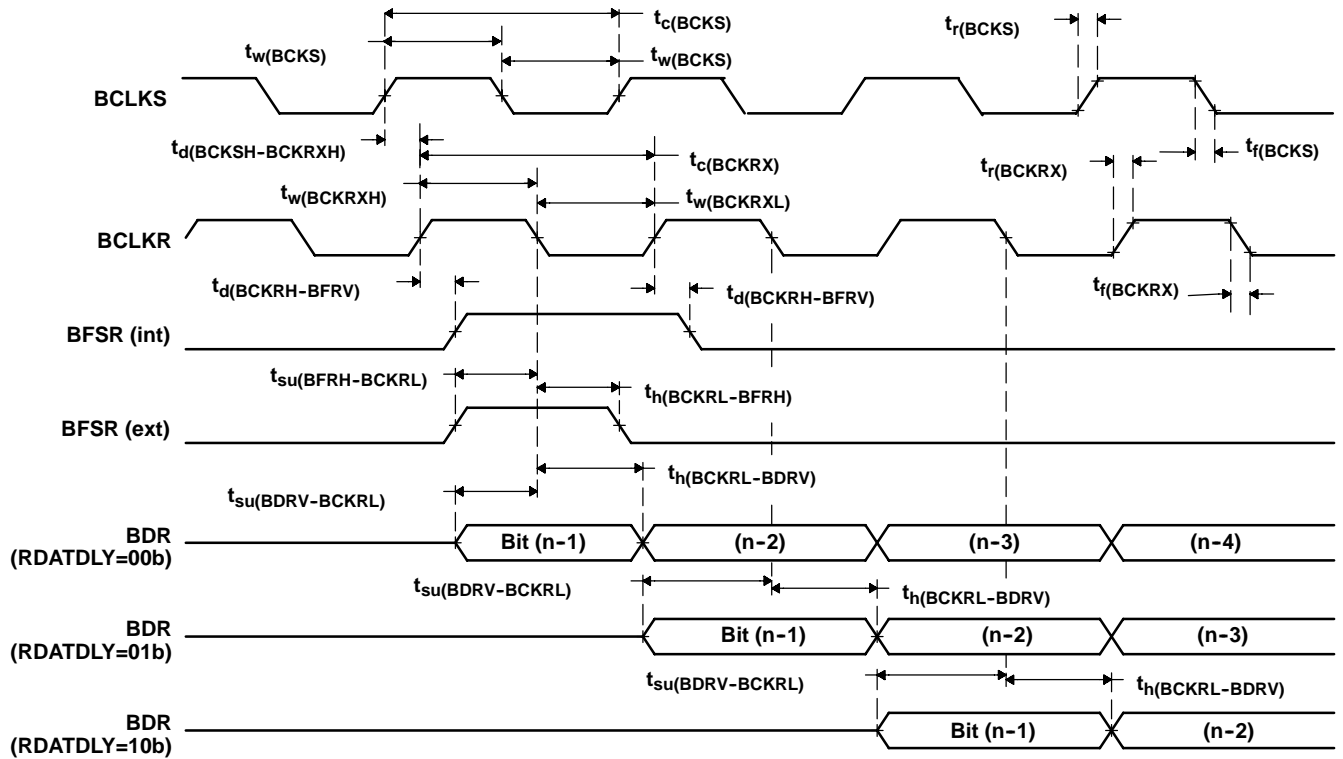 tc(BCKS)
tr(BCKS)
tw(BCKS)
tw(BCKS)
BCLKS
td(BCKSH-BCKRXH)
tf(BCKS)
tc(BCKRX)
tr(BCKRX)
tw(BCKRXH)
tw(BCKRXL)
BCLKR
td(BCKRH-BFRV)
td(BCKRH-BFRV)
tf(BCKRX)
BFSR (int)
tsu(BFRH-BCKRL)
th(BCKRL-BFRH)
BFSR (ext)
th(BCKRL-BDRV)
tsu(BDRV-BCKRL)
BDR
(RDATDLY=00b)
Bit (n-1) (n-2) (n-3) (n-4)
tsu(BDRV-BCKRL)
th(BCKRL-BDRV)
BDR
(RDATDLY=01b)
Bit (n-1) (n-2) (n-3)
tsu(BDRV-BCKRL)
th(BCKRL-BDRV)
BDR
(RDATDLY=10b)
Bit (n-1) (n-2)